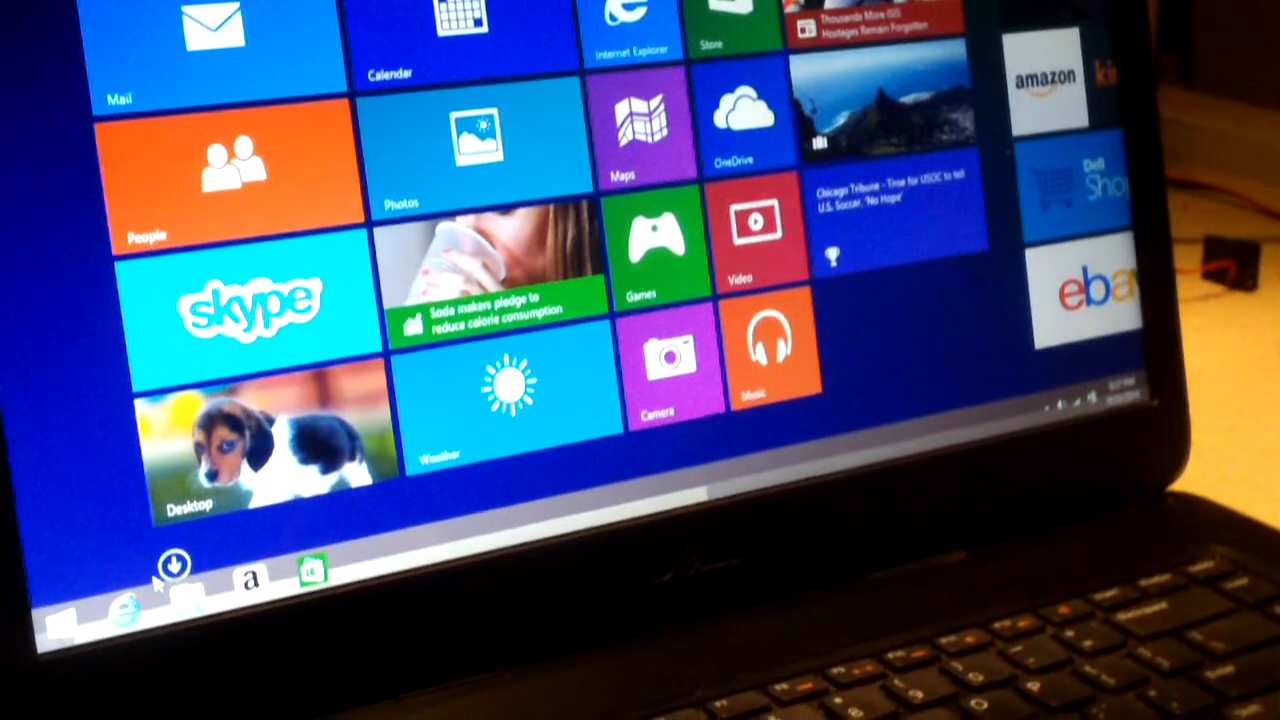 Mail
Calendar
Internet Explorer
Store
Thousands More ISIS
Hostages Remain Forgotten
amazon
People
Photos
Maps
OneDrive
Chicago Tribune - Time for USOC to tell
U.S. Soccer, 'No Hope'
Dell
Sho
skype
Soda makers pledge to
reduce calorie consumption
Games
Video
eba
Desktop
Weather
Camera
Music
a